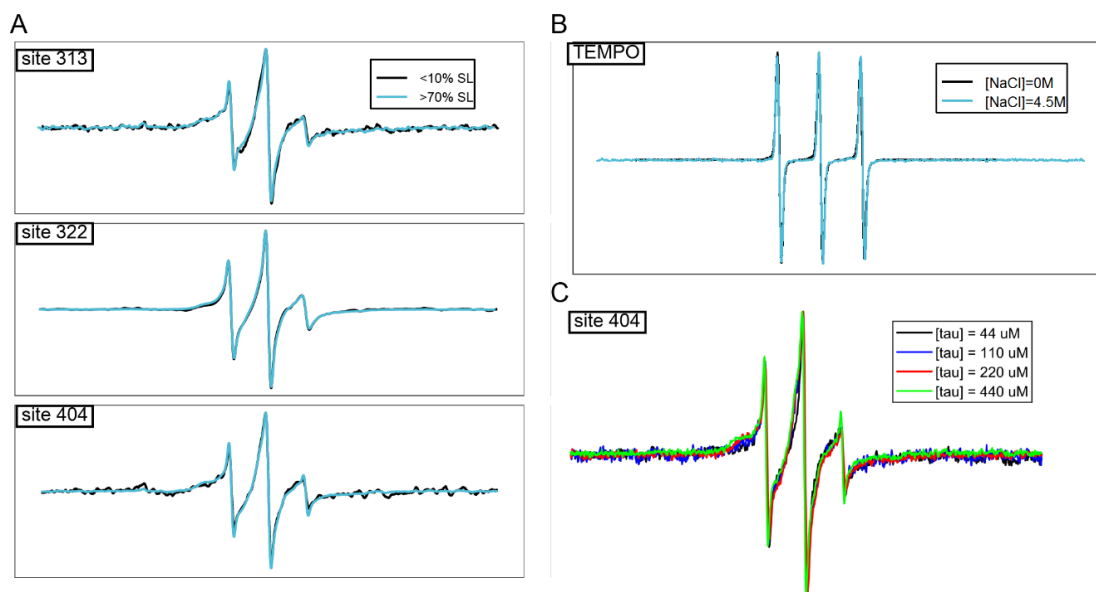 A
site 313
<10% SL
>70% SL
site 322
site 404
B
TEMPO
[NaCl]=0M
[NaCl]=4.5M
C
site 404
[tau] = 44 uM
[tau] = 110 uM
[tau] = 220 uM
[tau] = 440 uM